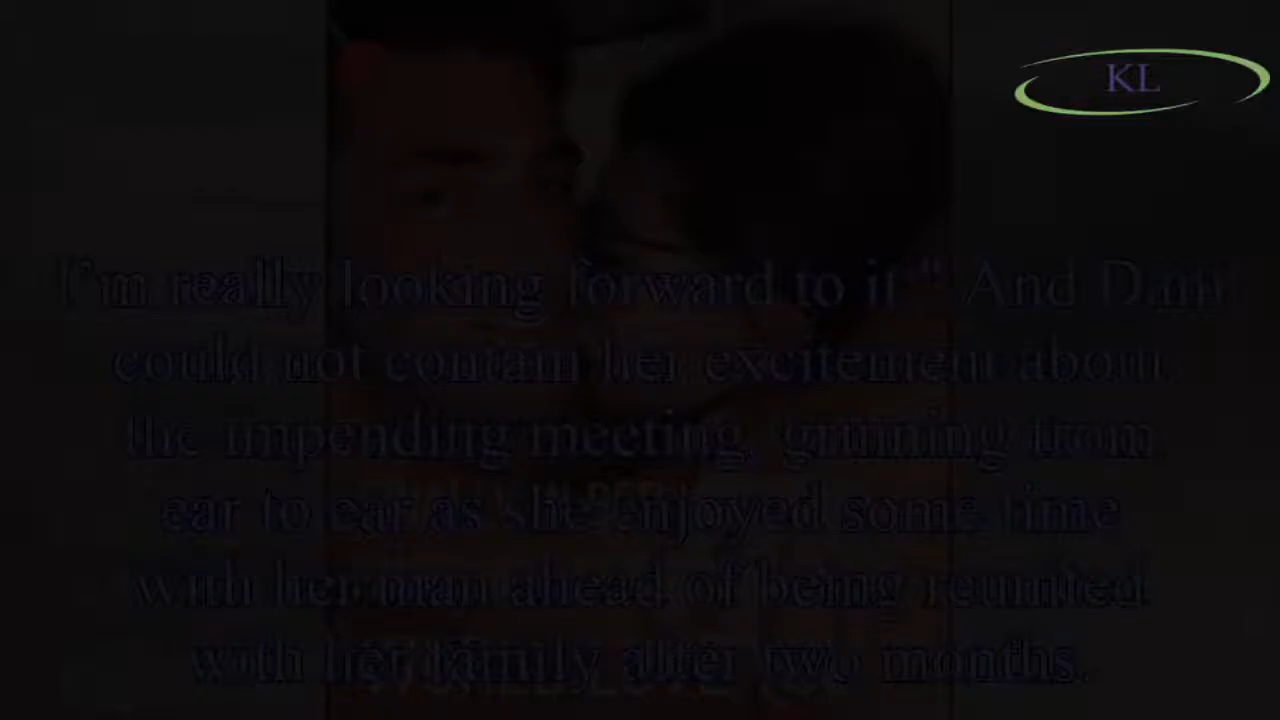 KL
I'm really looking forward to it." And Dani
could not contain her excitement about
the impending meeting, grinning from
ear to ear as she enjoyed some time
with her man ahead of being reunited
with her family after two months.